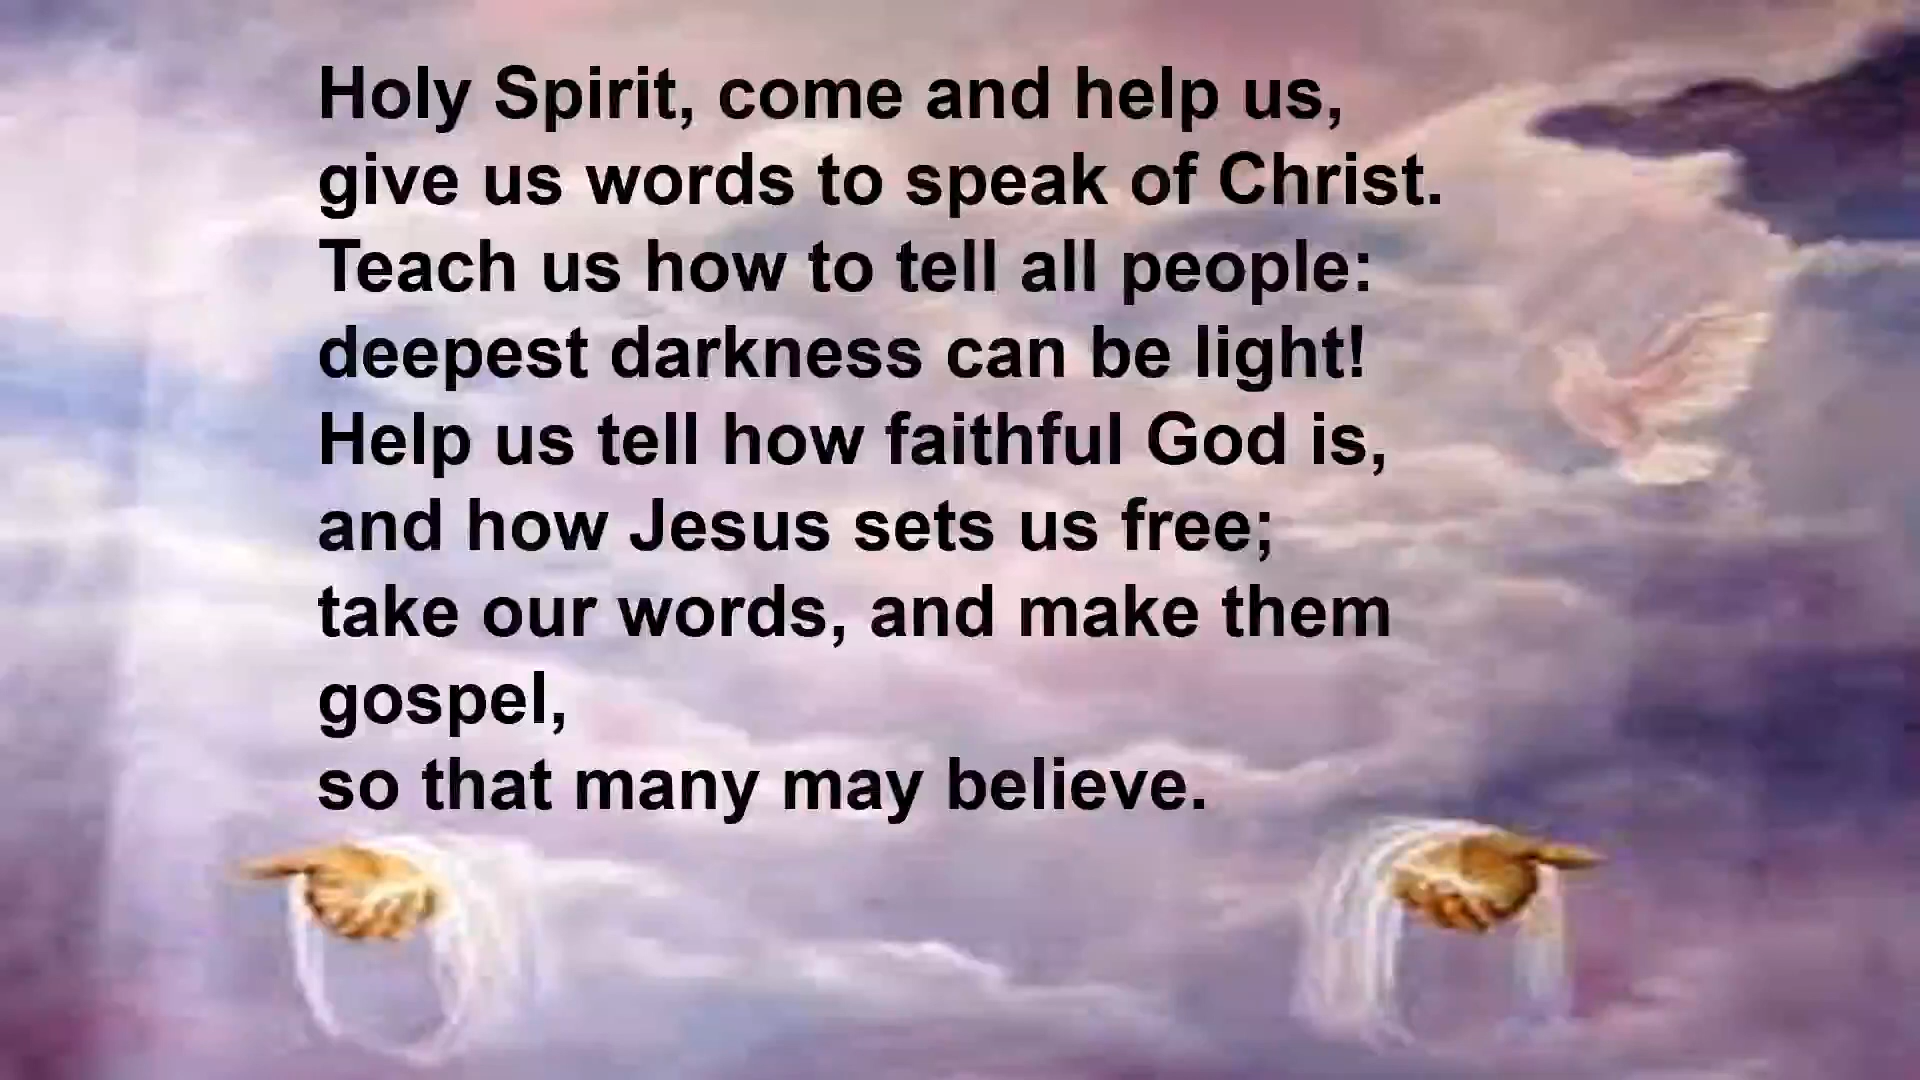 Holy Spirit, come and help us,
give us words to speak of Christ.
Teach us how to tell all people:
deepest darkness can be light!
Help us tell how faithful God is,
and how Jesus sets us free;
take our words, and make them
gospel,
so that many may believe.